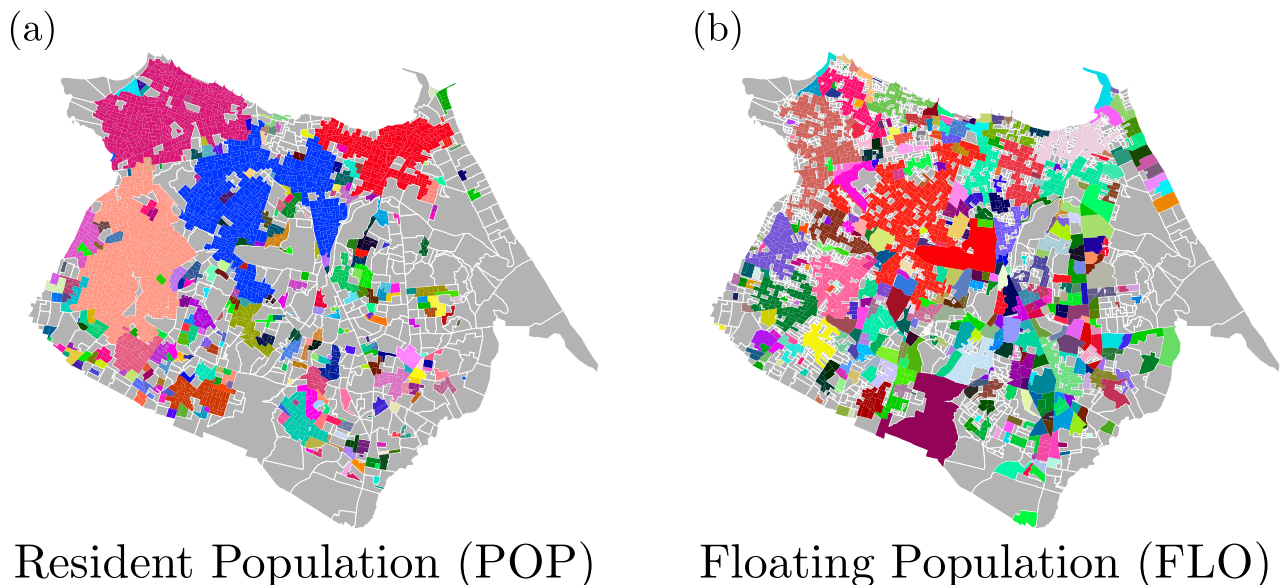 (a)
(b)
Resident Population (POP)
Floating Population (FLO)